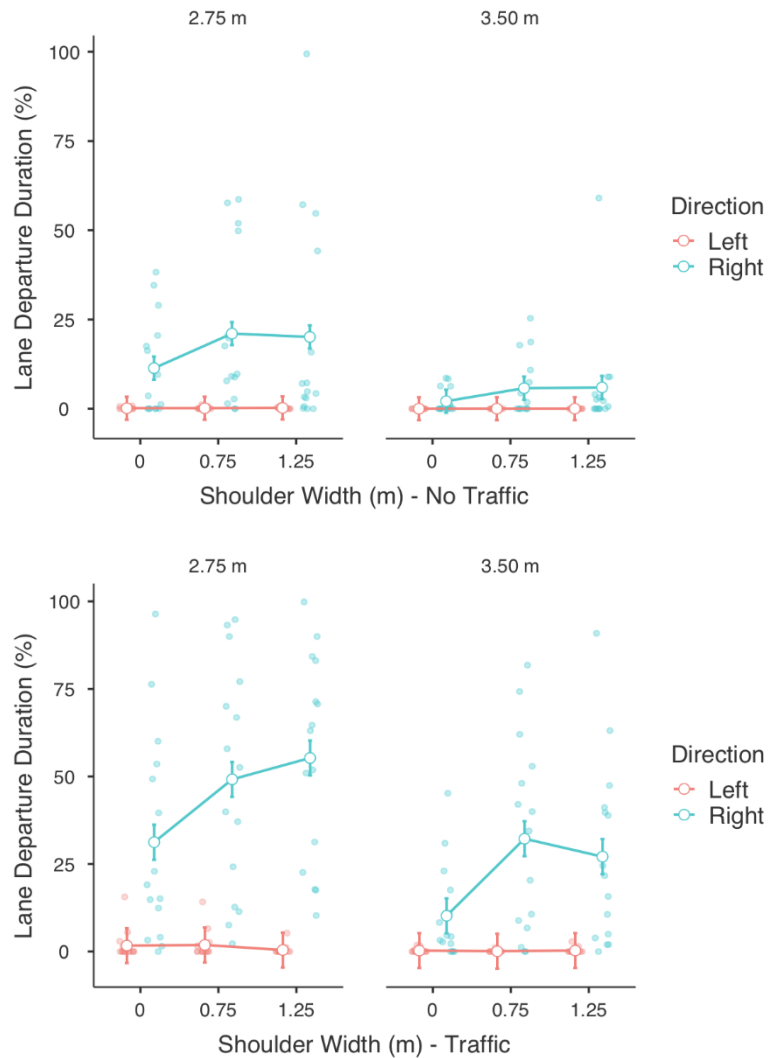 2.75 m
3.50 m
100
75
50
25
0
Lane Departure Duration (%)
0
0.75
1.25
0
0.75
1.25
Shoulder Width (m) - No Traffic
Direction
Left
Right
2.75 m
3.50 m
100
75
50
25
0
Lane Departure Duration (%)
0
0.75
1.25
0
0.75
1.25
Shoulder Width (m) - Traffic
Direction
Left
Right